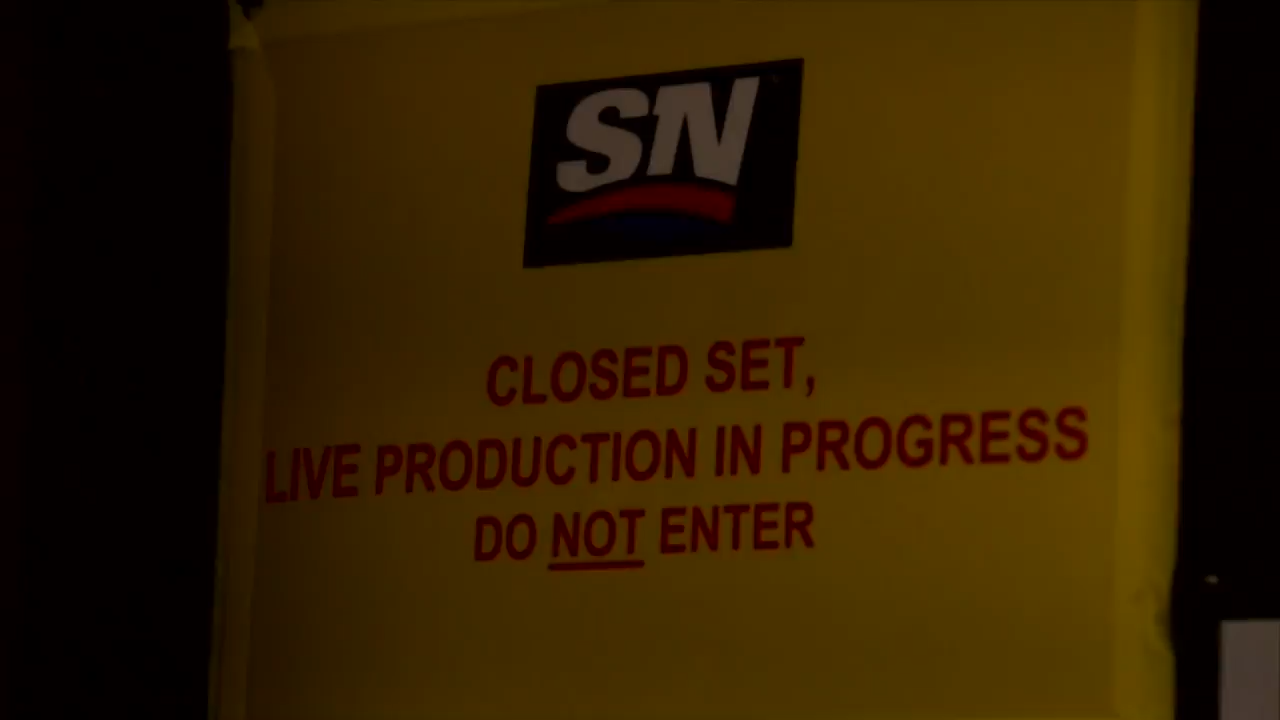 SN
CLOSED SET,
LIVE PRODUCTION IN PROGRESS
DO NOT ENTER